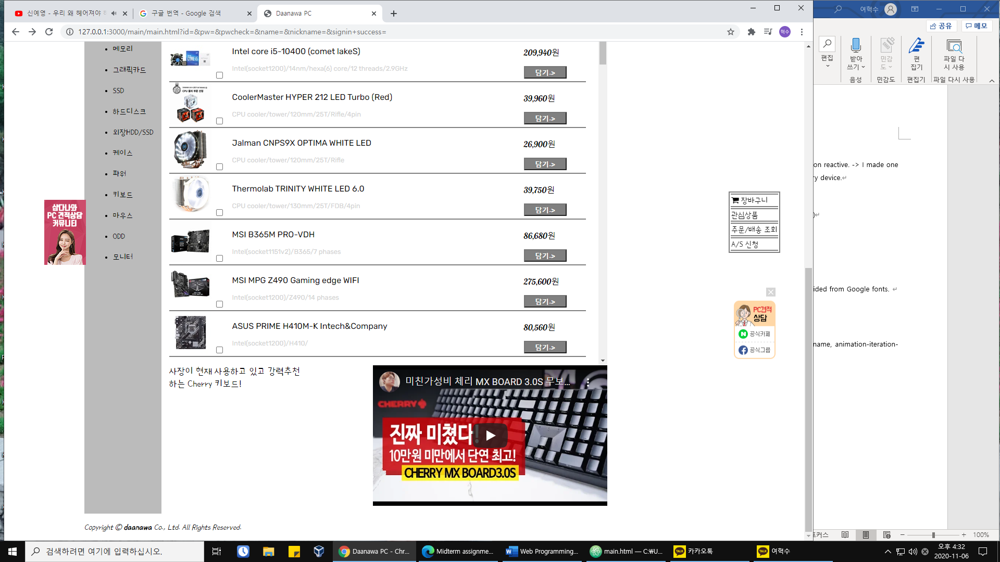 신예영 - 우리 왜 헤어져야
구글 번역 - Google 검색
Daanawa PC
여혁수
127.0.0.1:3000/main/main.html?id=&pw=&pwcheck=&name=&nickname=&signin+success=
혁수
공유
메모
편집
받아
쓰기
민감
도
편
집기
파일 다
시 사용
음성
민감도
편집기
파일 다시 사용
메모리
그래픽카드
SSD
하드디스크
외장HDD/SSD
케이스
파워
키보드
마우스
ODD
모니터
샵다나와
PC 견적상담
커뮤니티
Intel core i5-10400 (comet lakeS)
209,940원
Intel(socket1200)/14nm/hexa(6) core/12 threads/2.9GHz
담기->
CoolerMaster HYPER 212 LED Turbo (Red)
39,960원
CPU cooler/tower/120mm/25T/Rifle/4pin
담기->
Jalman CNPS9X OPTIMA WHITE LED
26,900원
CPU cooler/tower/120mm/25T/Rifle
담기->
Thermolab TRINITY WHITE LED 6.0
39,750원
CPU cooler/tower/130mm/25T/FDB/4pin
담기->
MSI B365M PRO-VDH
86,680원
Intel(socket1151v2)/B365/7 phases
담기->
MSI MPG Z490 Gaming edge WIFI
275,600원
Intel(socket1200)/Z490/14 phases
담기->
ASUS PRIME H410M-K Intech&Company
80,560원
Intel(socket1200)/H410/
담기->
장바구니
관심상품
주문/배송 조회
A/S 신청
PC견적
상담
공식카페
공식그룹
on reactive. -> I made one
ry device.
ided from Google fonts.
name, animation-iteration-
사장이 현재 사용하고 있고 강력추천
하는 Cherry 키보드!
미친가성비 체리 MX BOARD 3.0S 무보...
CHERRY
진짜 미쳤다!
10만원 미만에서 단연 최고!
CHERRY MX BOARD3.0S
Copyright © daanawa Co., Ltd. All Rights Reserved.
포커스
100%
검색하려면 여기에 입력하십시오.
Daanawa PC - Chr...
Midterm assignme...
Web Programming...
main.html — C:₩U...
카카오톡
여혁수
오후 4:32
2020-11-06